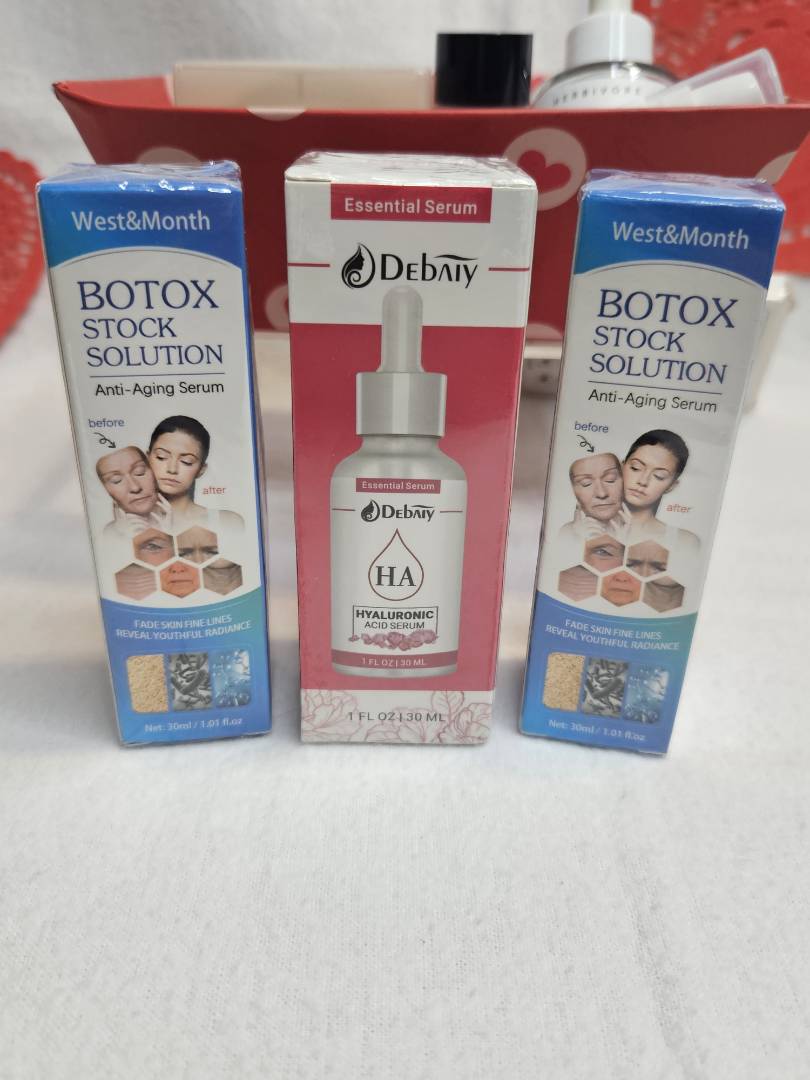 HERBIVORE
West&Month
BOTOX
STOCK
SOLUTION
Anti-Aging Serum
before
after
FADE SKIN FINE LINES
REVEAL YOUTHFUL RADIANCE
Net: 30ml / 1.01 fl.oz
Essential Serum
DEBAIY
Essential Serum
DEBAIY
HA
HYALURONIC
ACID SERUM
1 FL OZ | 30 ML
1 FL OZ | 30 ML
West&Month
BOTOX
STOCK
SOLUTION
Anti-Aging Serum
before
after
FADE SKIN FINE LINES
REVEAL YOUTHFUL RADIANCE
Net: 30ml / 1.01 fl.oz